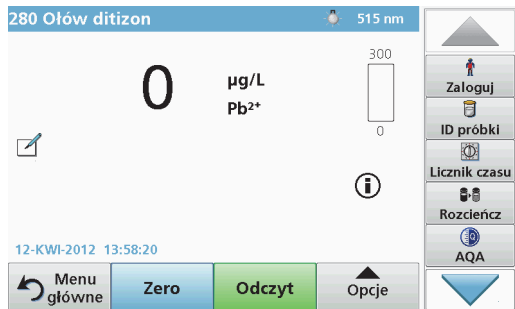 280 Ołów ditizon
515 nm
0
µg/L
Pb²⁺
300
0
12-KWI-2012 13:58:20
Menu
główne
Zero
Odczyt
Opcje
Zaloguj
ID próbki
Licznik czasu
Rozcieńcz
AQA